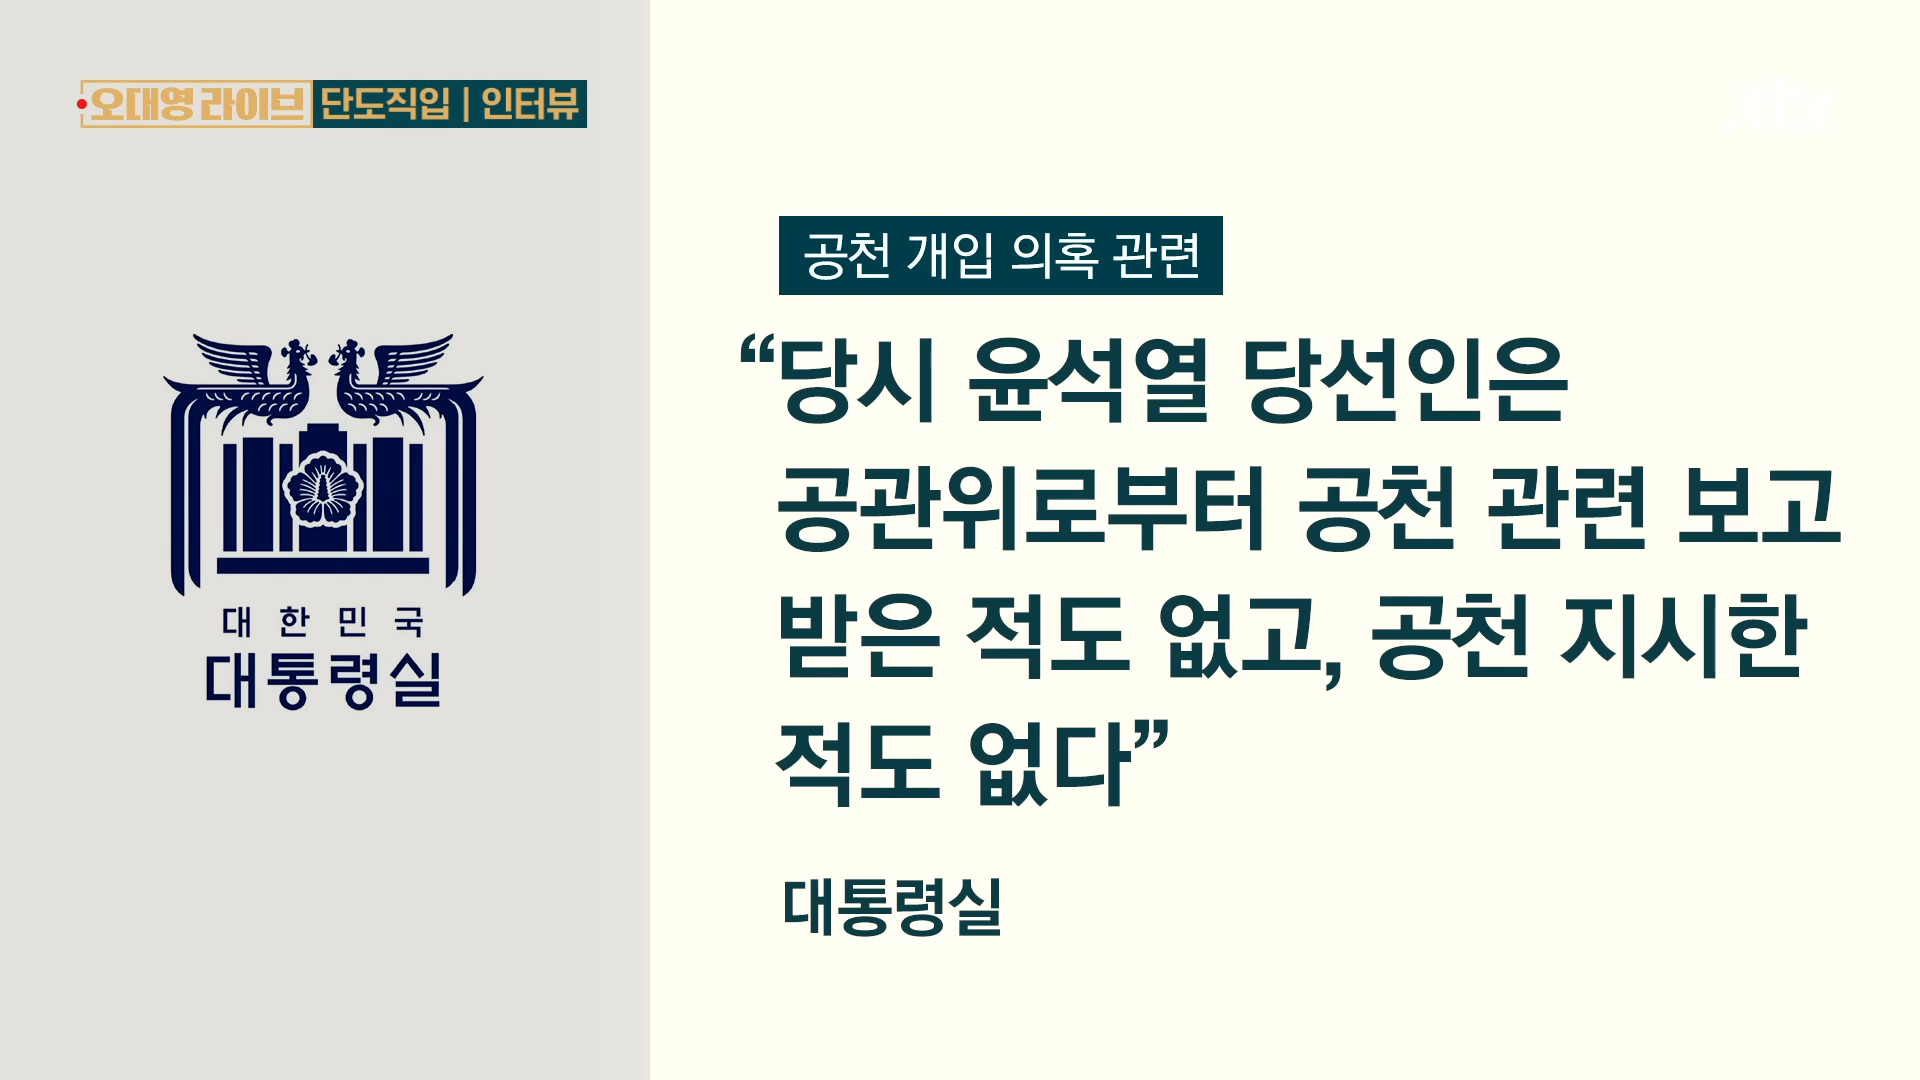 오대영 라이브 단도직입 | 인터뷰
jtbc
공천 개입 의혹 관련
“당시 윤석열 당선인은
공관위로부터 공천 관련 보고
받은 적도 없고, 공천 지시한
적도 없다”
대통령실
대한민국
대통령실